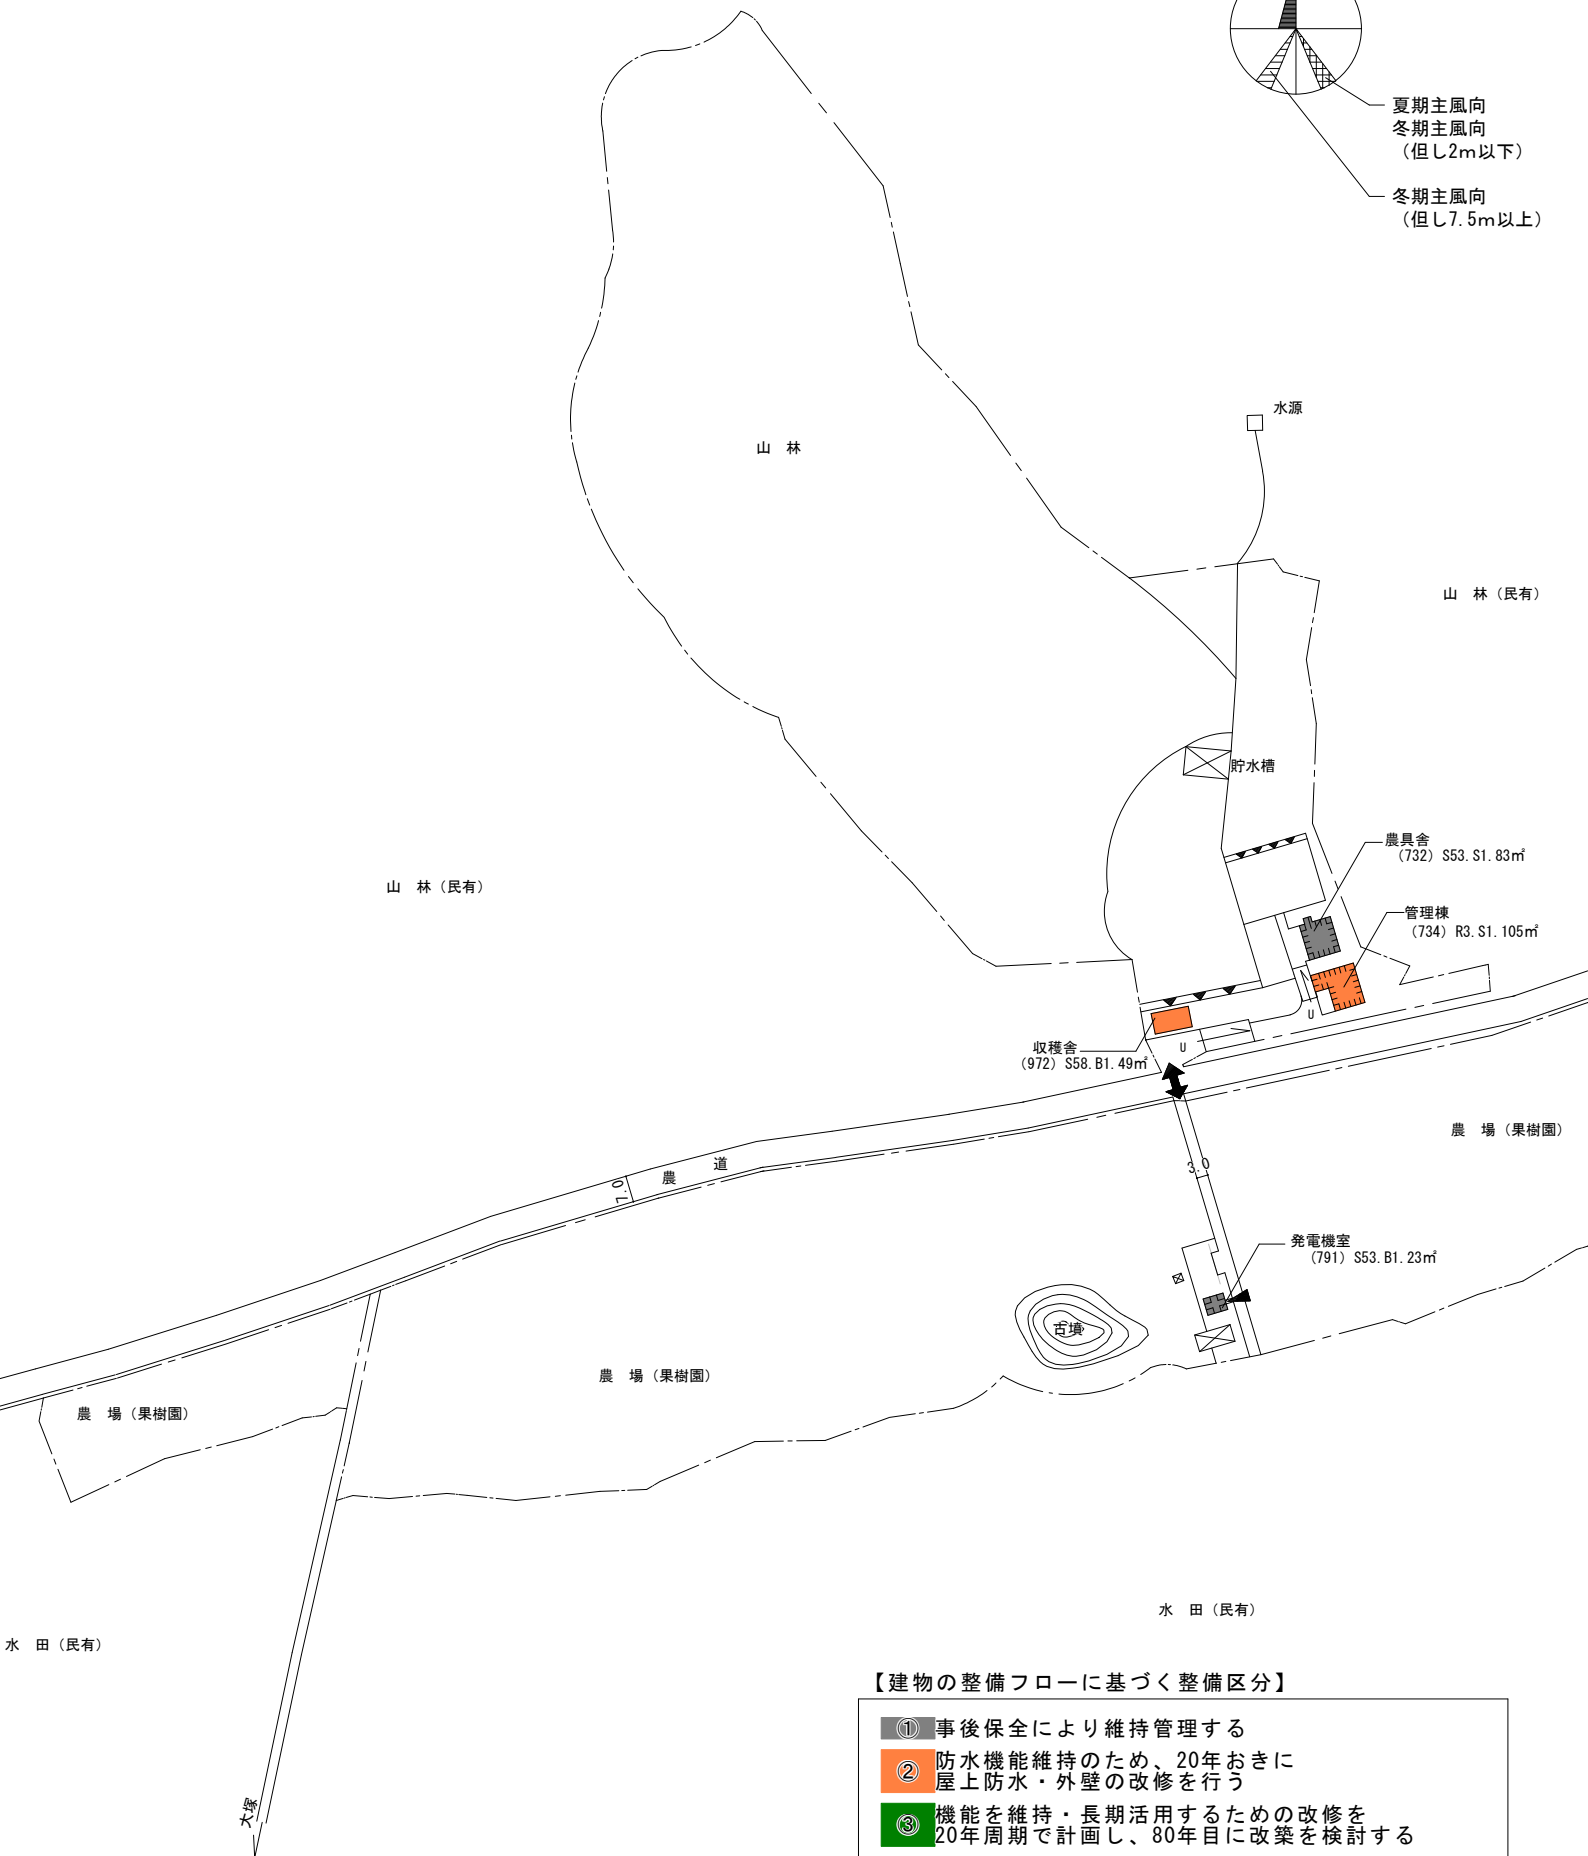 夏期主風向
冬期主風向
(但し2m以下)
冬期主風向
(但し7.5m以上)
水源
山　林
山　林(民有)
貯水槽
農具舎
(732) S53.S1.83㎡
山　林(民有)
管理棟
(734) R3.S1.105㎡
U
収穫舎
(972) S58.B1.49㎡
U
農　場(果樹園)
3.0
農　道
7.0
発電機室
(791) S53.B1.23㎡
古墳
農　場(果樹園)
農　場(果樹園)
水　田(民有)
水　田(民有)
大塚
【建物の整備フローに基づく整備区分】
① 事後保全により維持管理する
② 防水機能維持のため、20年おきに
屋上防水・外壁の改修を行う
③ 機能を維持・長期活用するための改修を
20年周期で計画し、80年目に改築を検討する